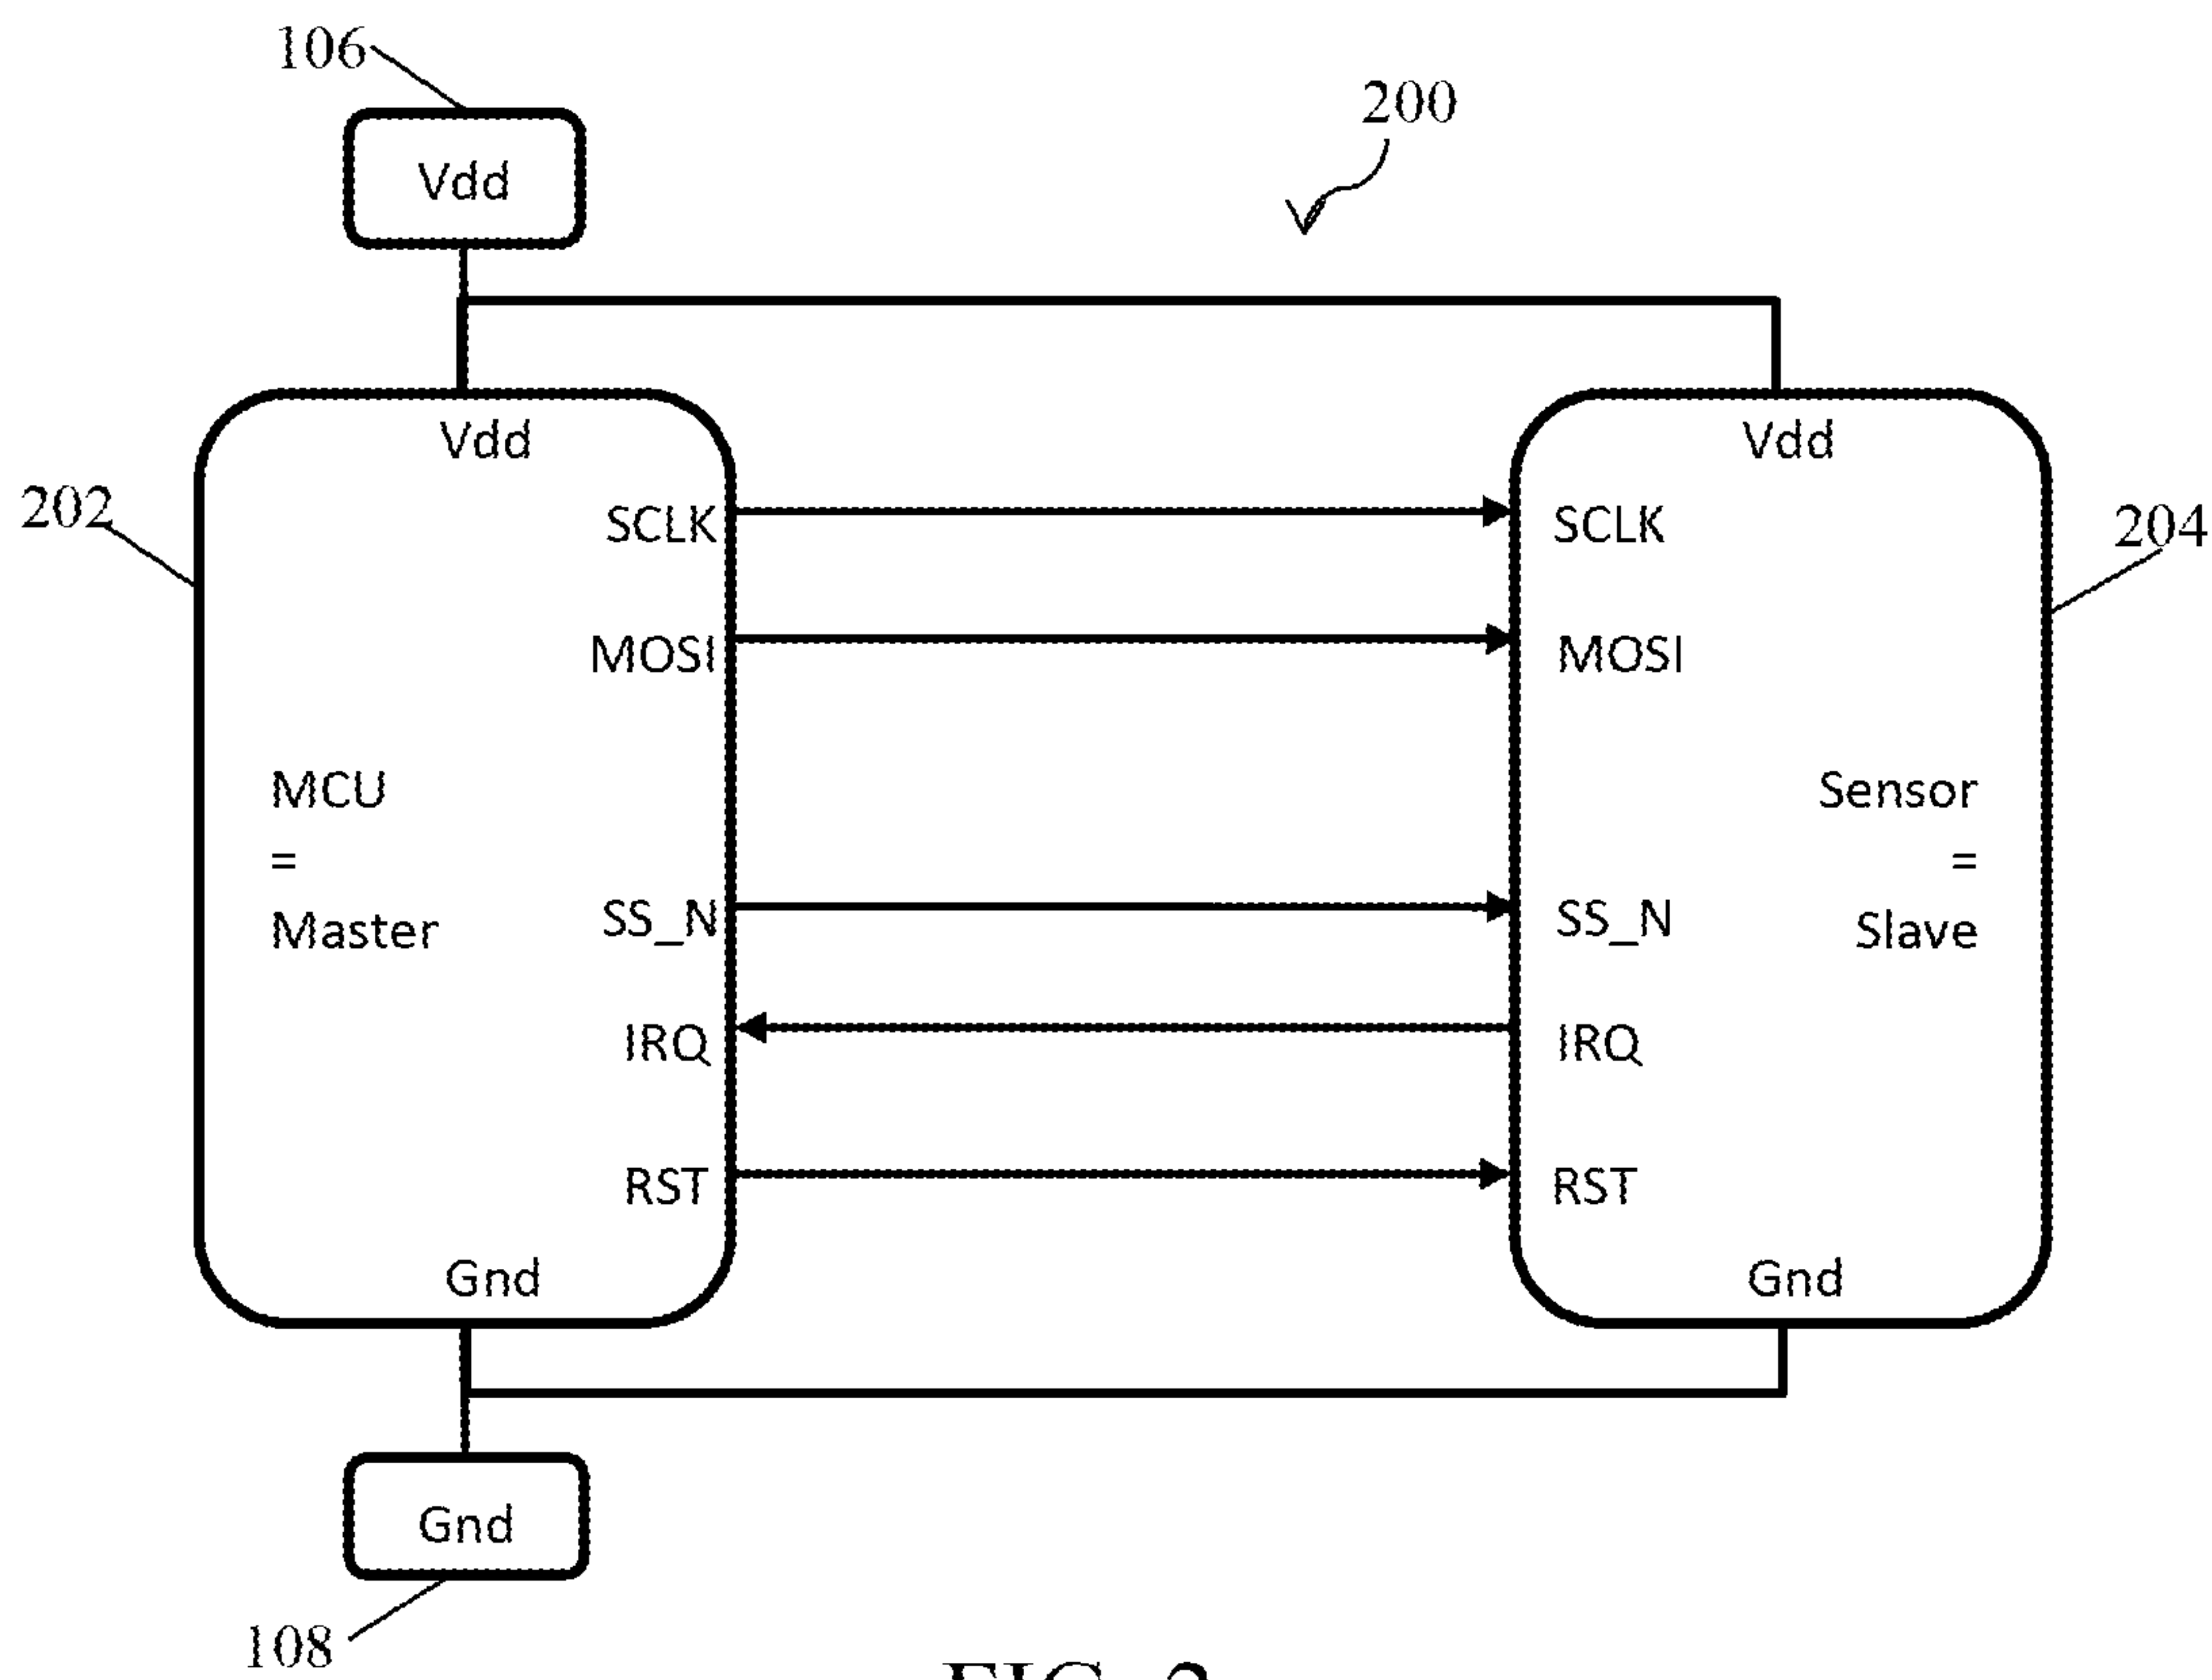 106
200
Vdd
Vdd
Vdd
202
SCLK
SCLK
204
MOSI
MOSI
MCU
=
Master
Sensor
=
Slave
SS_N
SS_N
IRQ
IRQ
RST
RST
Gnd
Gnd
Gnd
108